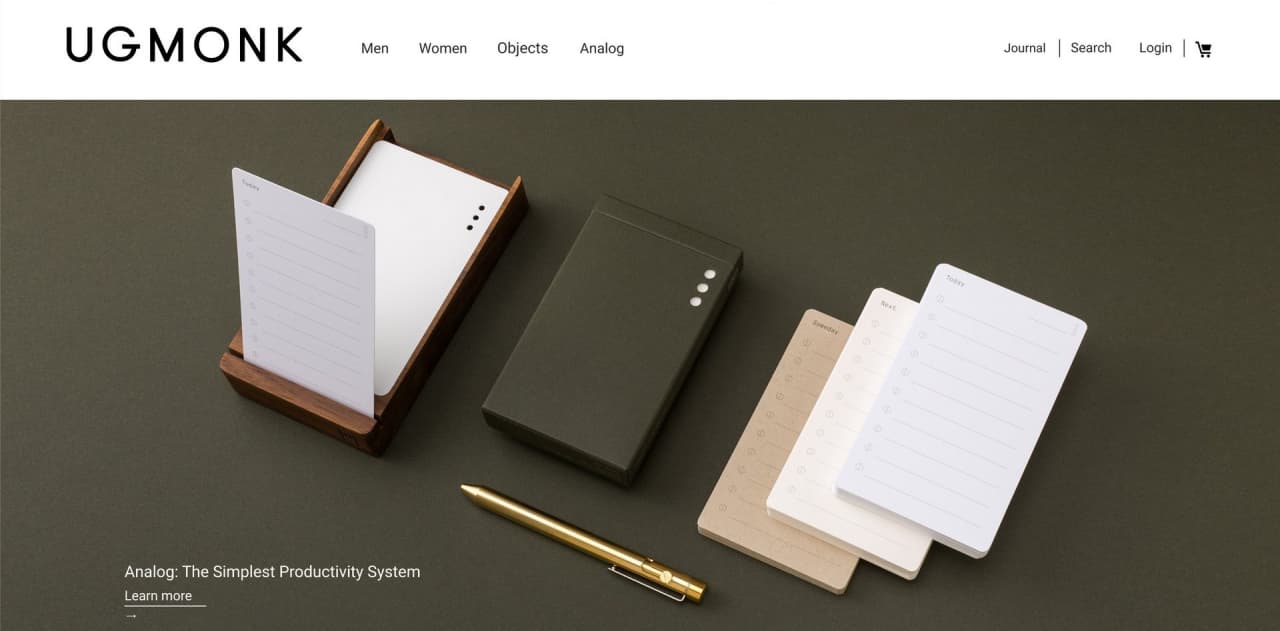 UGMONK
Men Women Objects Analog
Journal | Search Login |
Today
Today
Next
Someday
Analog: The Simplest Productivity System
Learn more
→